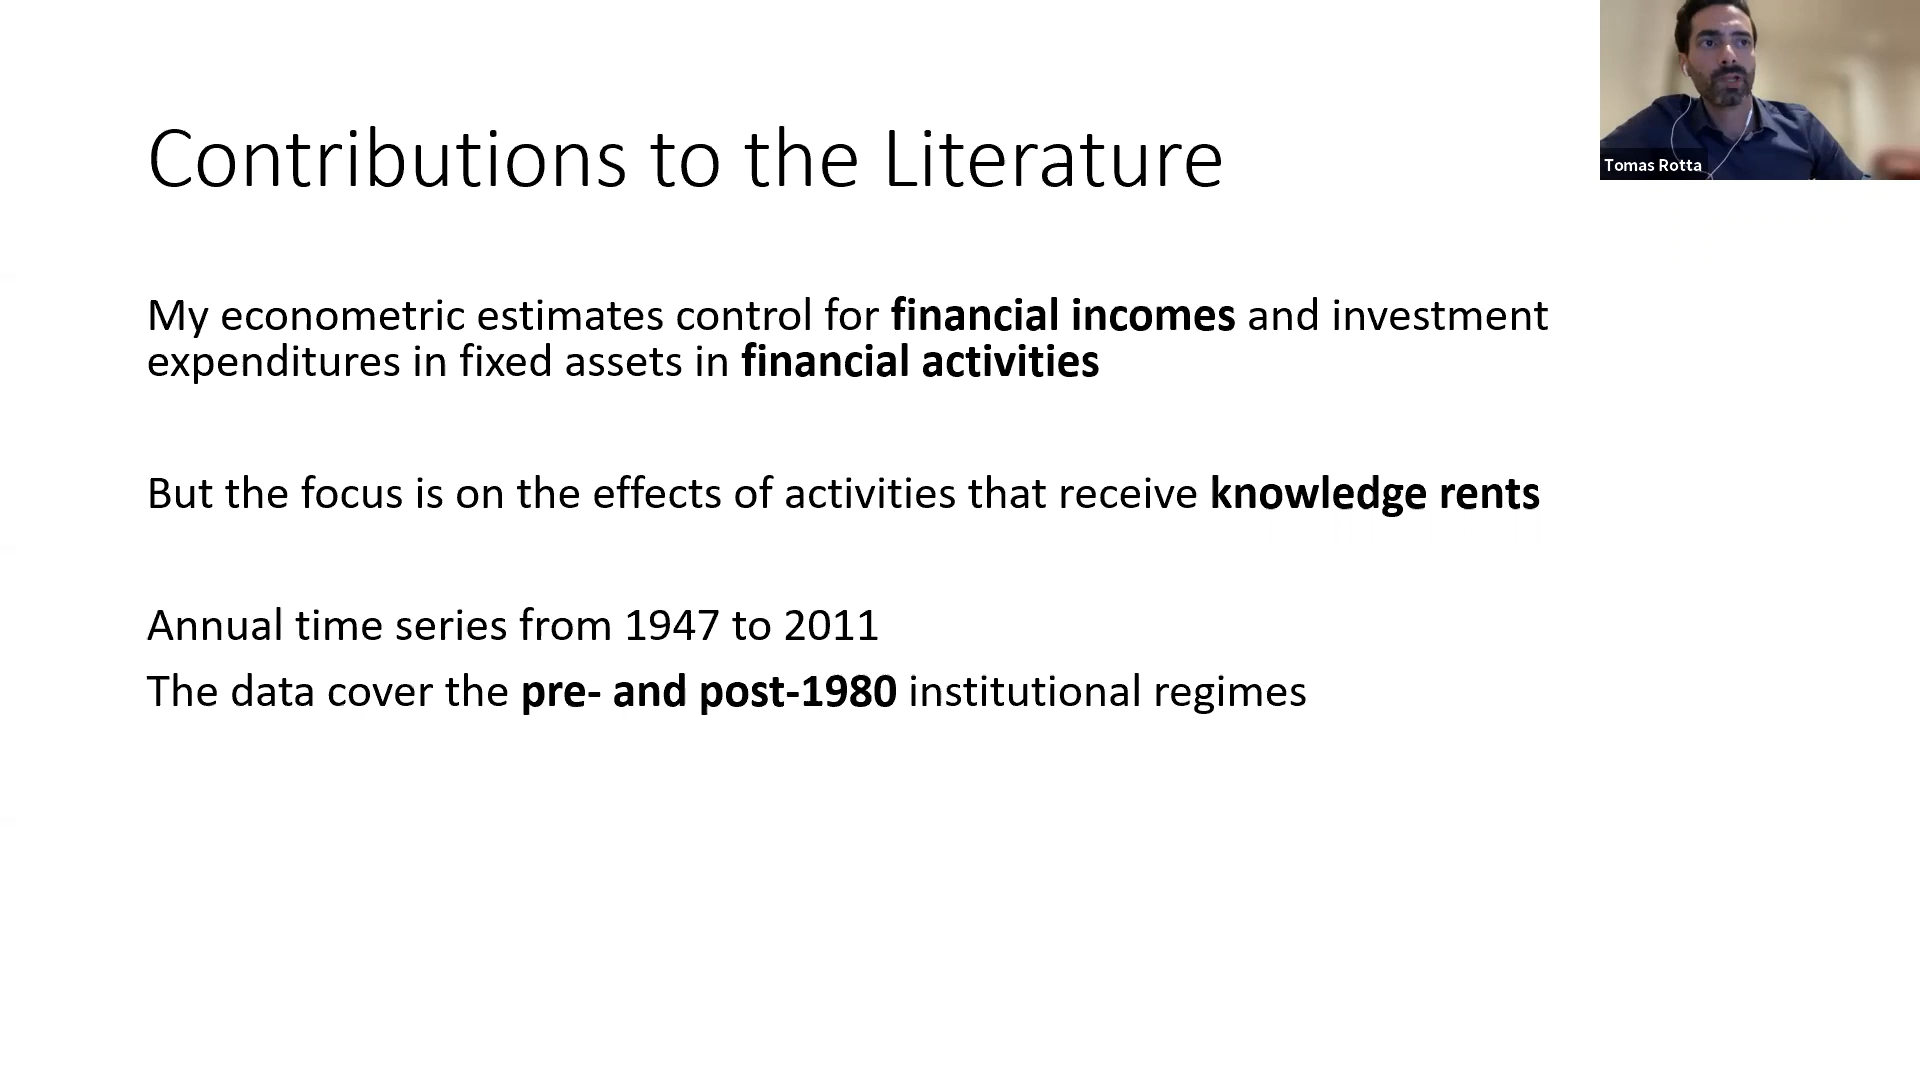 Contributions to the Literature
Tomas Rotta
My econometric estimates control for financial incomes and investment
expenditures in fixed assets in financial activities
But the focus is on the effects of activities that receive knowledge rents
Annual time series from 1947 to 2011
The data cover the pre- and post-1980 institutional regimes